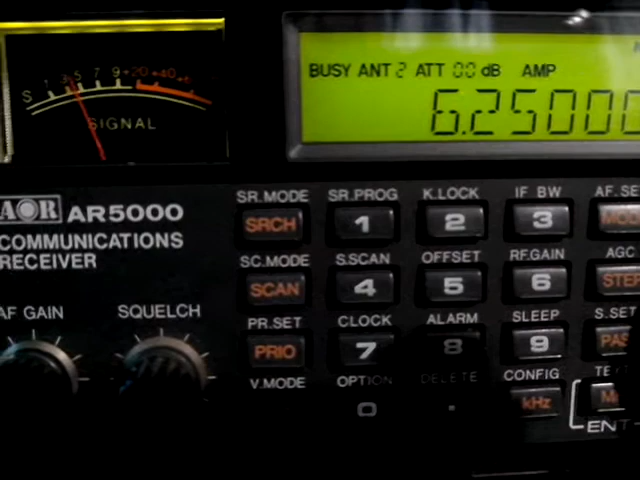 1 3 5 7 9 +20 +40
S
SIGNAL
BUSY ANT 2 ATT 00 dB AMP
6.25000
AOR AR5000
COMMUNICATIONS
RECEIVER
AF GAIN SQUELCH
SR.MODE SR.PROG K.LOCK IF BW
SRCH 1 2 3
SC.MODE S.SCAN OFFSET RF.GAIN AGC
SCAN 4 5 6
PR.SET CLOCK ALARM SLEEP
PRIO 7 8 9
V.MODE OPTION DELETE CONFIG
0 . kHz